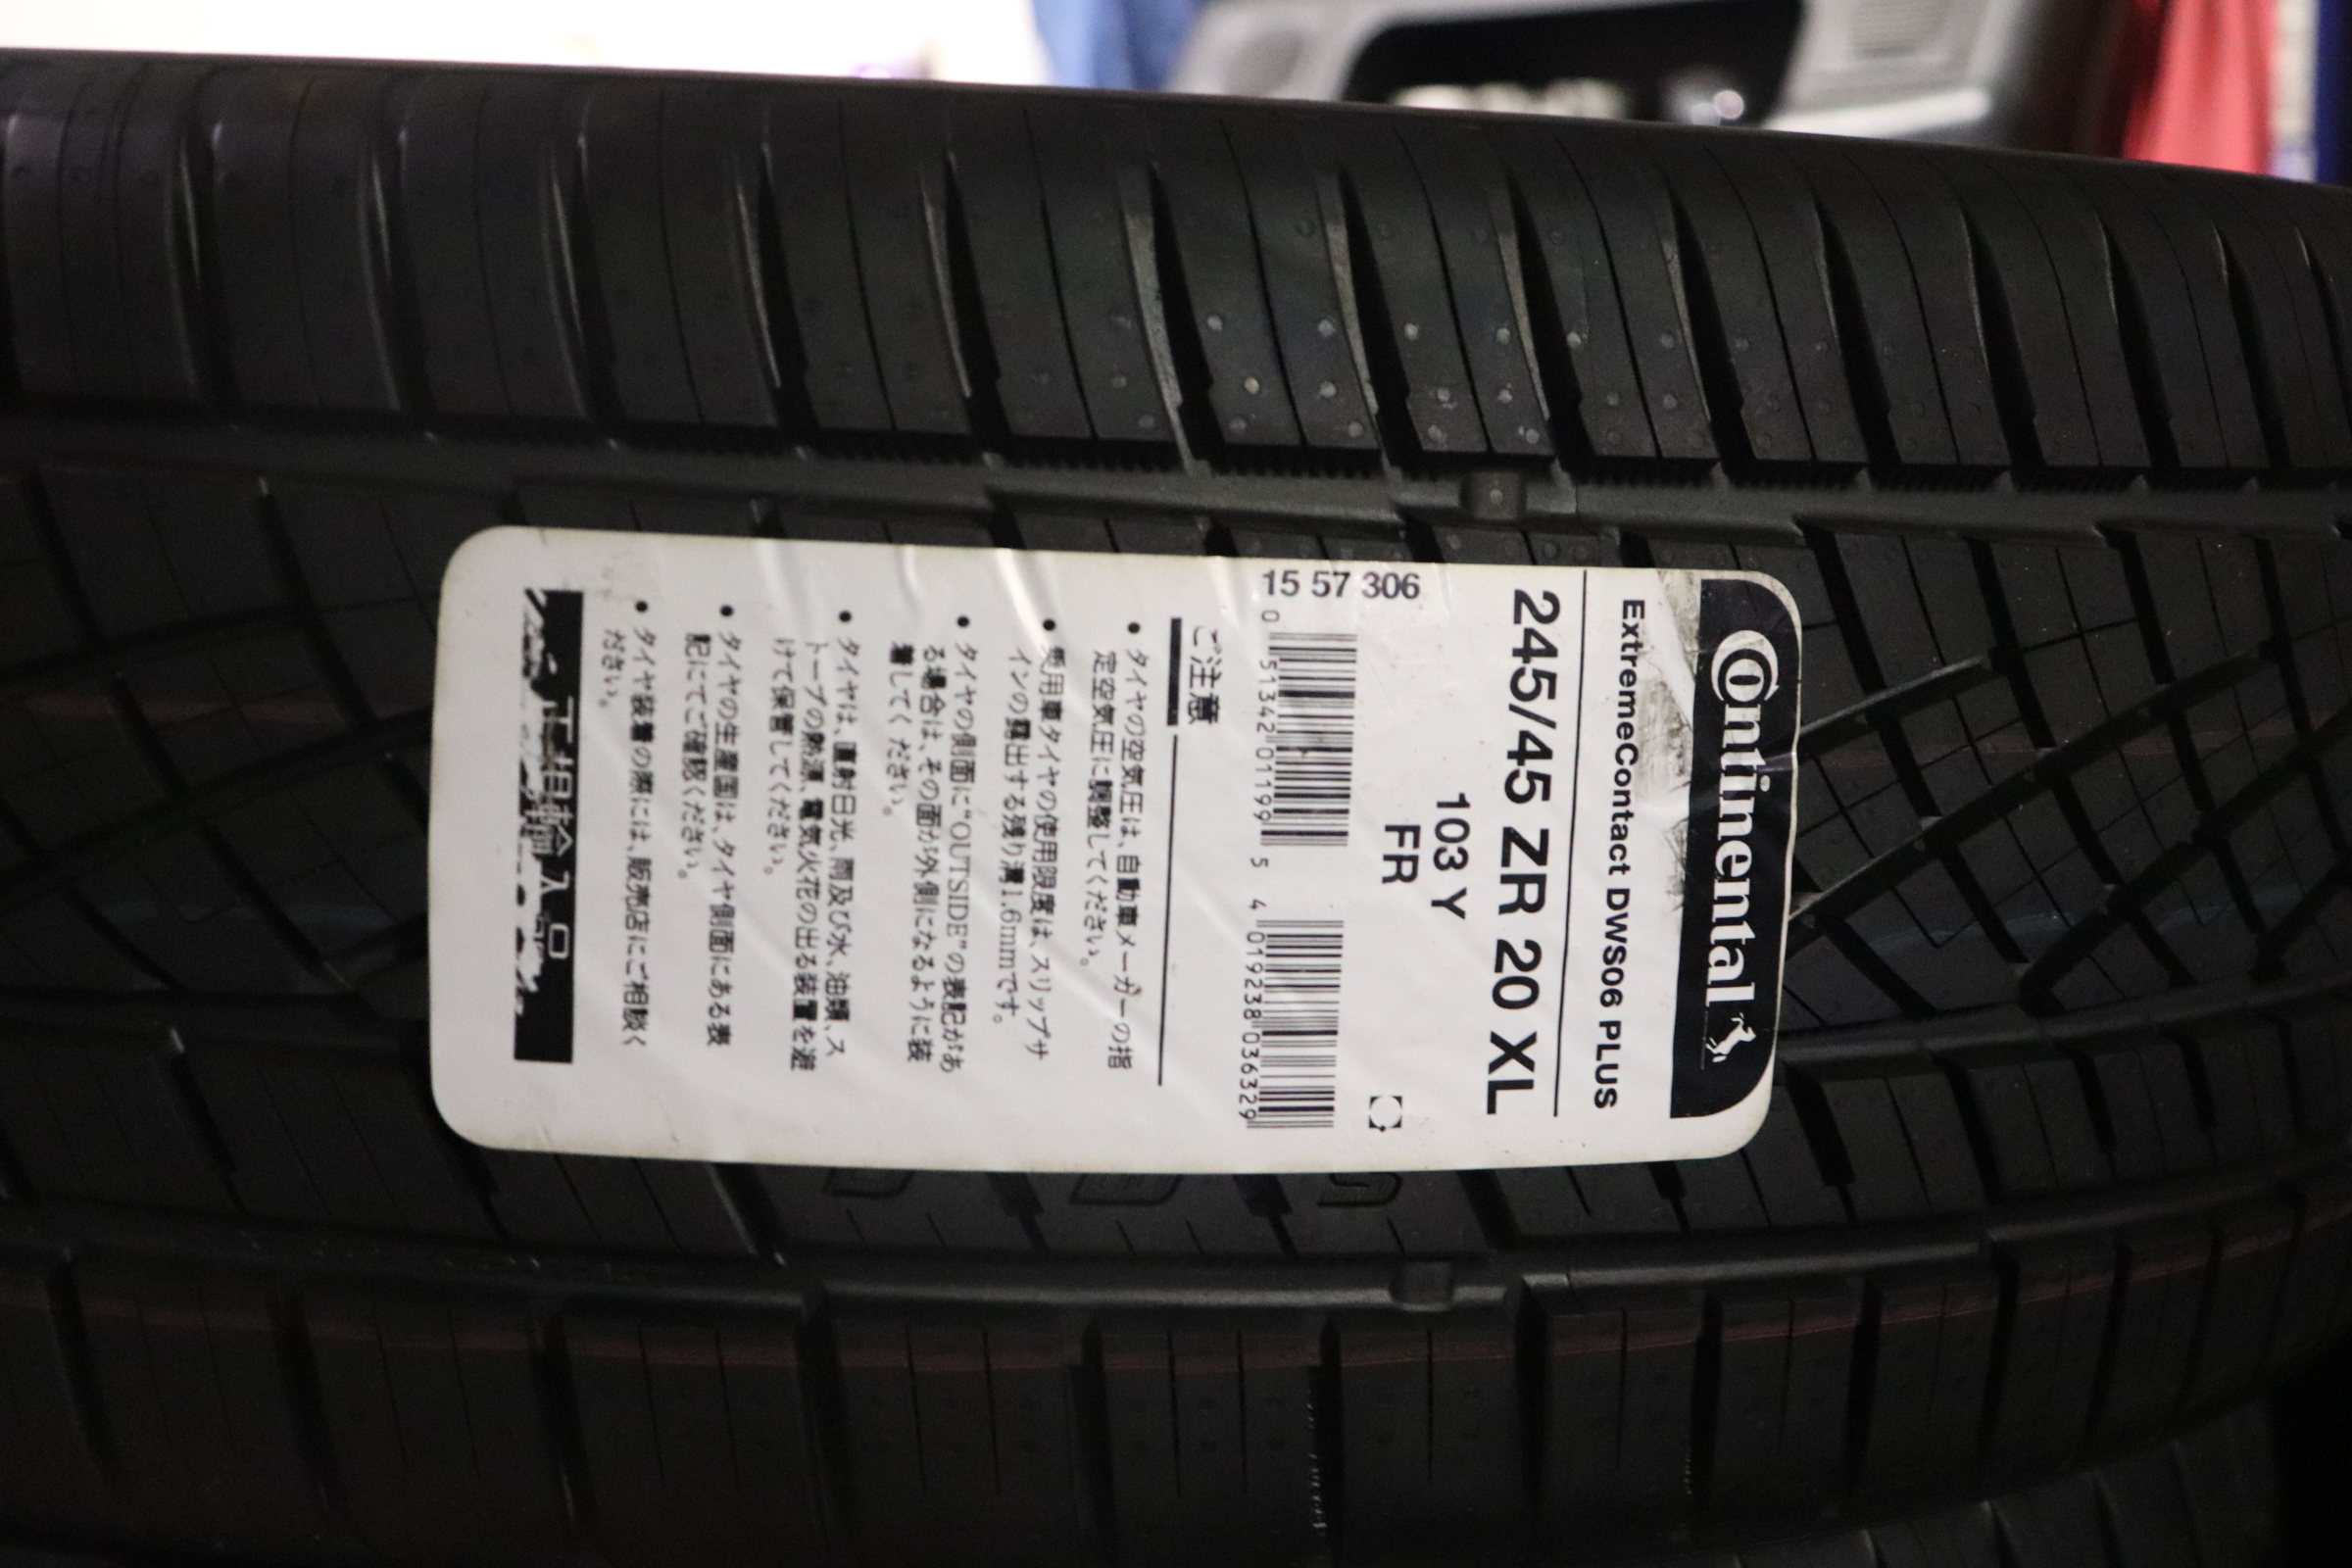 Continental
ExtremeContact DWS06 PLUS
245/45 ZR 20 XL
103 Y
FR
15 57 306
0 51342 01199 5
4 019238 036329
ご注意
• タイヤの空気圧は、自動車メーカーの指
定空気圧に調整してください。
• 乗用車タイヤの使用限度は、スリップサ
インの露出する残り溝1.6mmです。
• タイヤの側面に“OUTSIDE”の表記があ
る場合は、その面が外側になるように装
着してください。
• タイヤは、直射日光、雨及び水、油類、ス
トーブの熱源、電気火花の出る装置を避
けて保管してください。
• タイヤの生産国は、タイヤ側面にある表
記にてご確認ください。
• タイヤ装着の際には、販売店にご相談く
ださい。